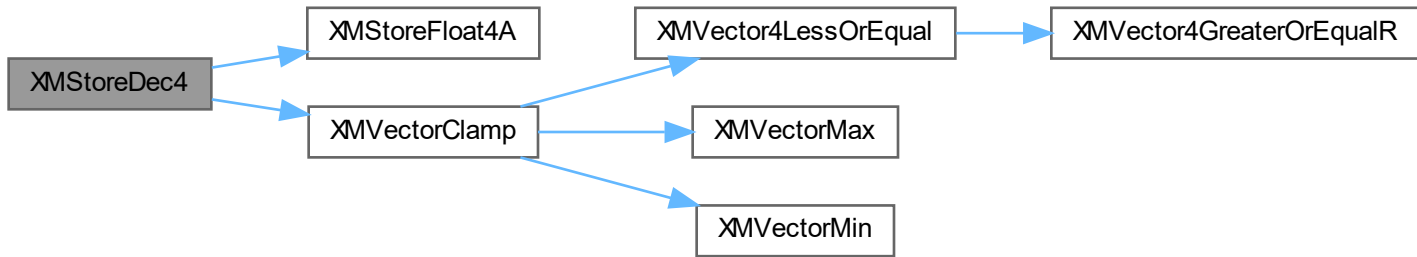 XMStoreDec4
XMStoreFloat4A
XMVectorClamp
XMVector4LessOrEqual
XMVectorMax
XMVectorMin
XMVector4GreaterOrEqualR